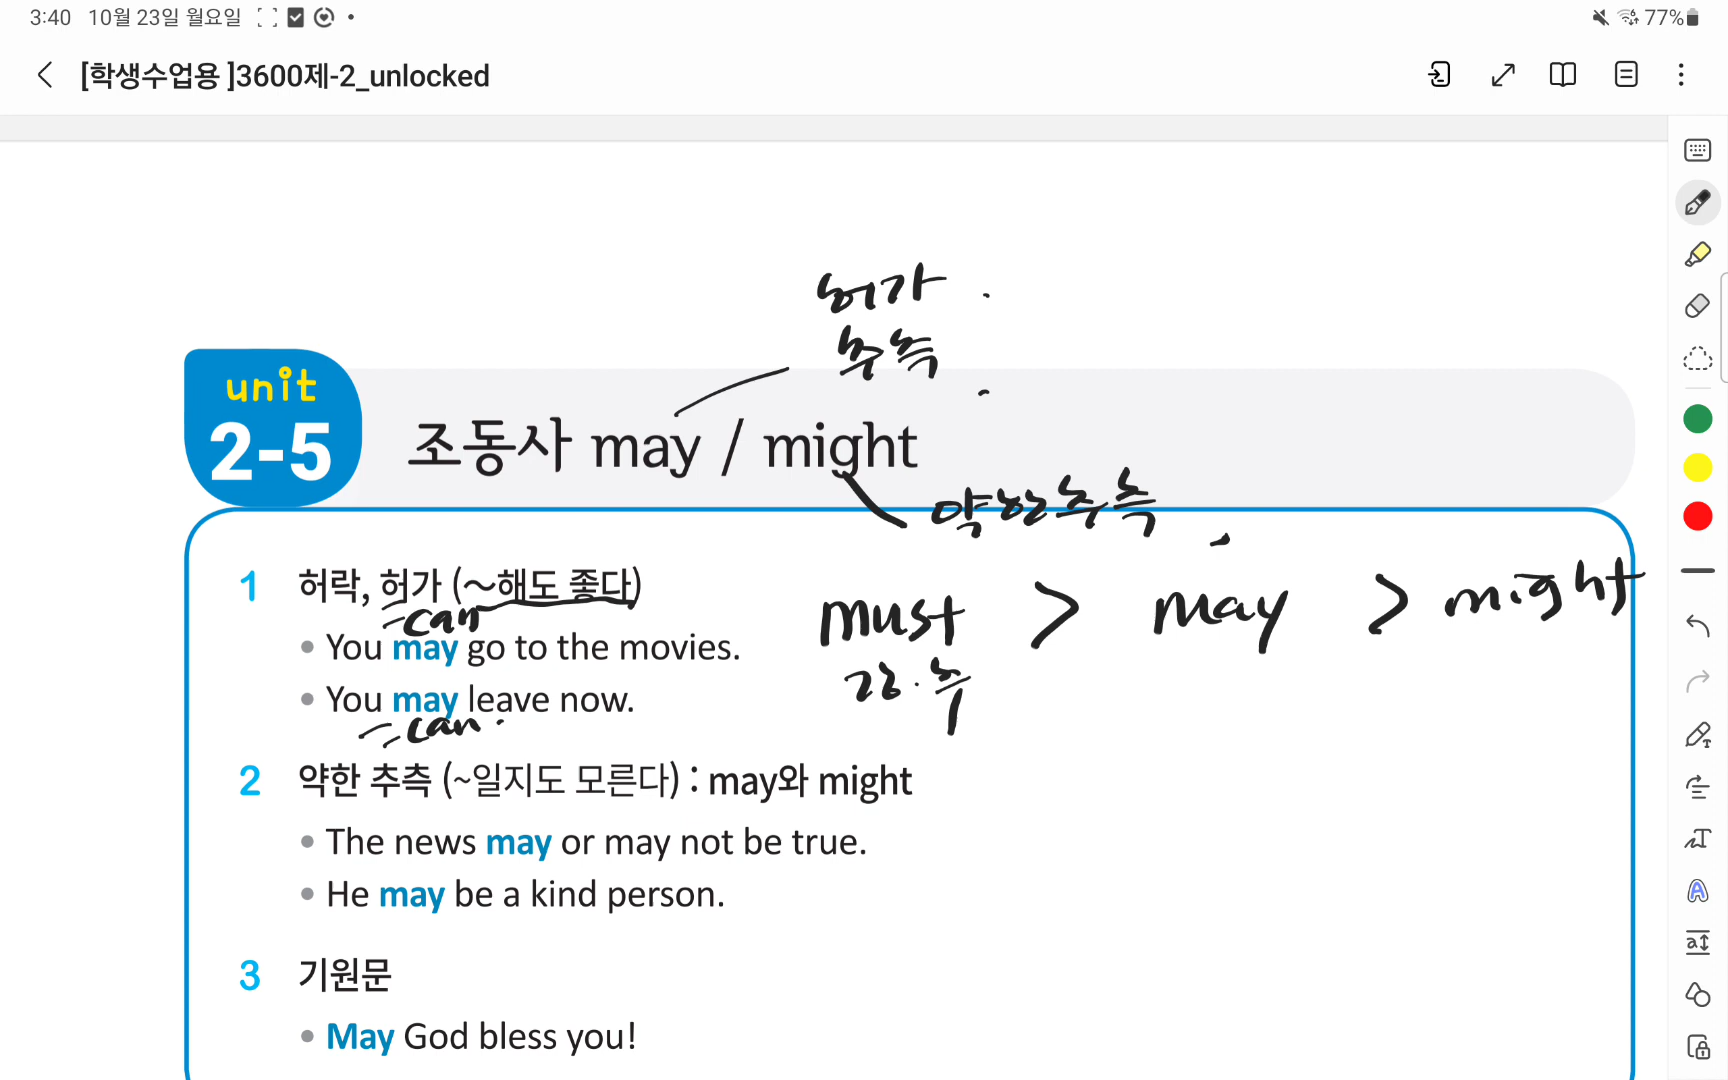 3:40 10월 23일 월요일
77%
[학생수업용 ]3600제-2_unlocked
허가
추측
unit
2-5
조동사 may / might
약한추측
1 허락, 허가 (~해도 좋다)
=can
must > may > might
• You may go to the movies.
강·추
• You may leave now.
=can
2 약한 추측 (~일지도 모른다) : may와 might
• The news may or may not be true.
• He may be a kind person.
3 기원문
• May God bless you!